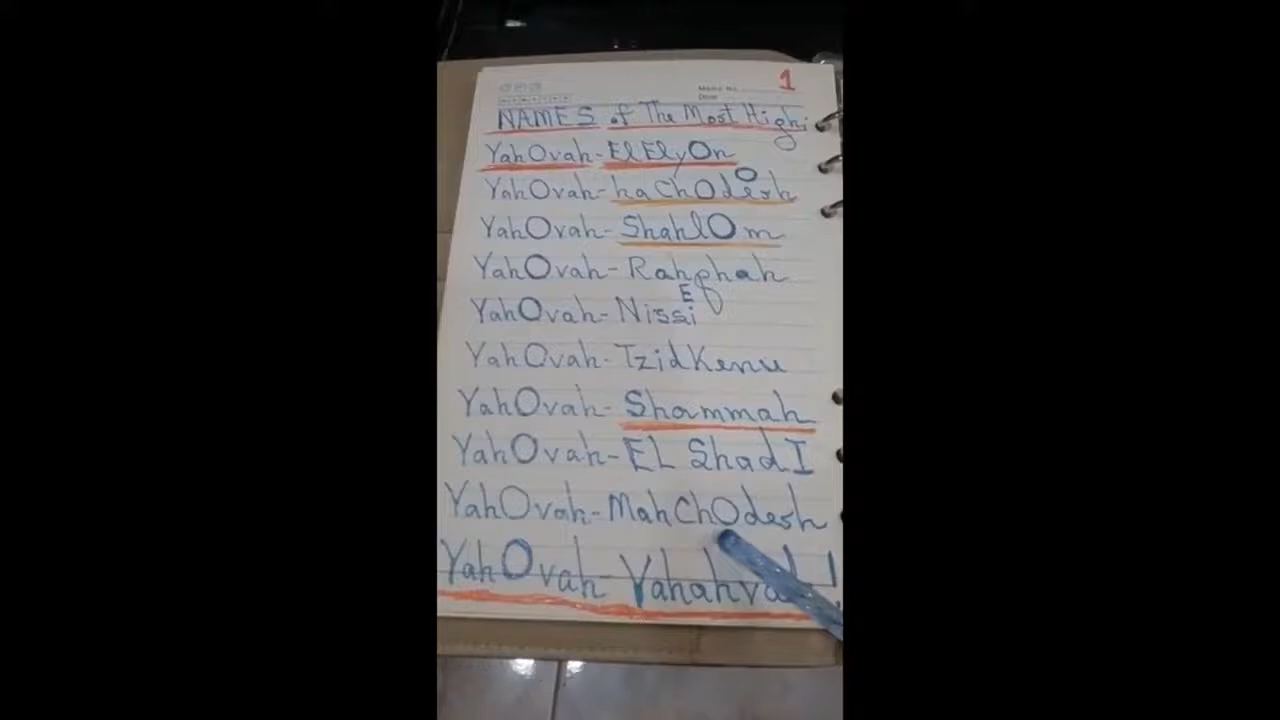 1
NAMES of The Most High;
YahOvah-ElElyOn
O
YahOvah-haChOdesh
YahOvah-ShahlOm
YahOvah-Rahphah
E
YahOvah-Nissi
YahOvah-TzidKenu
YahOvah-Shammah
YahOvah-EL ShadI
YahOvah-MahChOdesh
YahOvah-